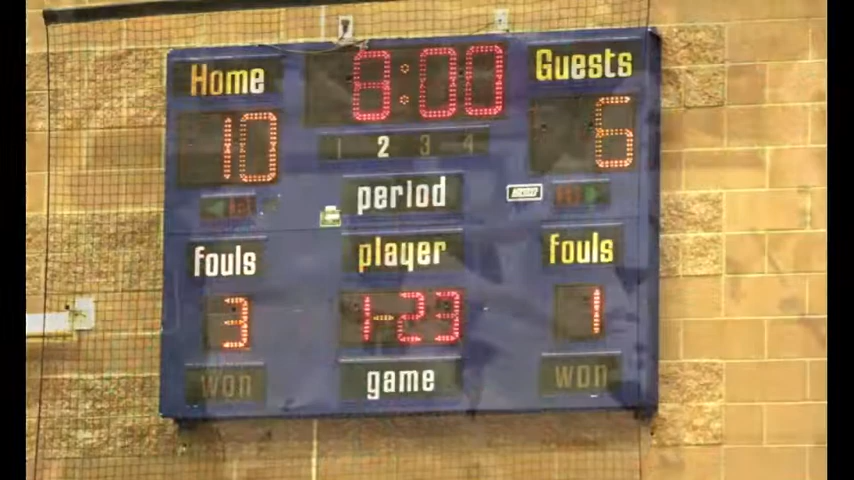 Home 8:00 Guests
10 1 2 3 4 6
period
fouls player fouls
3 1-23 1
won game won